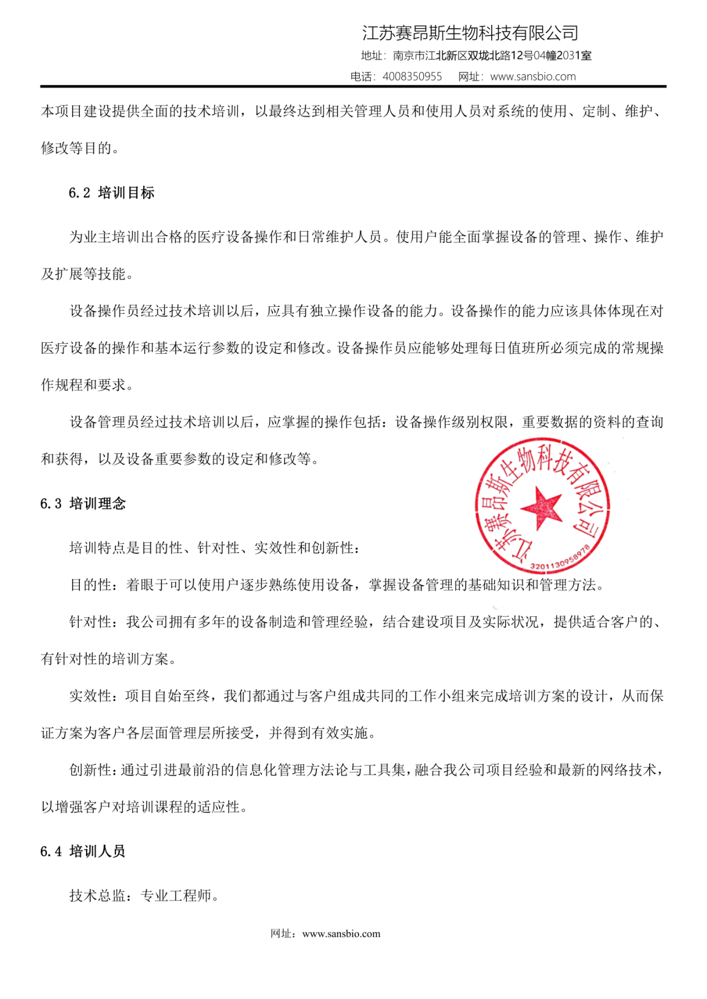 江苏赛昂斯生物科技有限公司
地址：南京市江北新区双垅北路12号04幢2031室
电话：4008350955 网址：www.sansbio.com
本项目建设提供全面的技术培训，以最终达到相关管理人员和使用人员对系统的使用、定制、维护、
修改等目的。
6.2 培训目标
为业主培训出合格的医疗设备操作和日常维护人员。使用户能全面掌握设备的管理、操作、维护
及扩展等技能。
设备操作员经过技术培训以后，应具有独立操作设备的能力。设备操作的能力应该具体体现在对
医疗设备的操作和基本运行参数的设定和修改。设备操作员应能够处理每日值班所必须完成的常规操
作规程和要求。
设备管理员经过技术培训以后，应掌握的操作包括：设备操作级别权限，重要数据的资料的查询
和获得，以及设备重要参数的设定和修改等。
江苏赛昂斯生物科技有限公司
3201130958978
6.3 培训理念
培训特点是目的性、针对性、实效性和创新性：
目的性：着眼于可以使用户逐步熟练使用设备，掌握设备管理的基础知识和管理方法。
针对性：我公司拥有多年的设备制造和管理经验，结合建设项目及实际状况，提供适合客户的、
有针对性的培训方案。
实效性：项目自始至终，我们都通过与客户组成共同的工作小组来完成培训方案的设计，从而保
证方案为客户各层面管理层所接受，并得到有效实施。
创新性：通过引进最前沿的信息化管理方法论与工具集，融合我公司项目经验和最新的网络技术，
以增强客户对培训课程的适应性。
6.4 培训人员
技术总监：专业工程师。
网址：www.sansbio.com